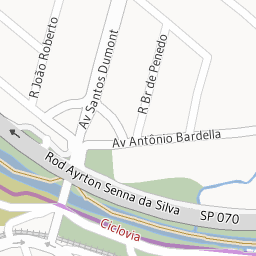 R João Roberto
Av Santos Dumont
R Br de Penedo
Av Antônio Bardella
Rod Ayrton Senna da Silva
SP 070
Ciclovia